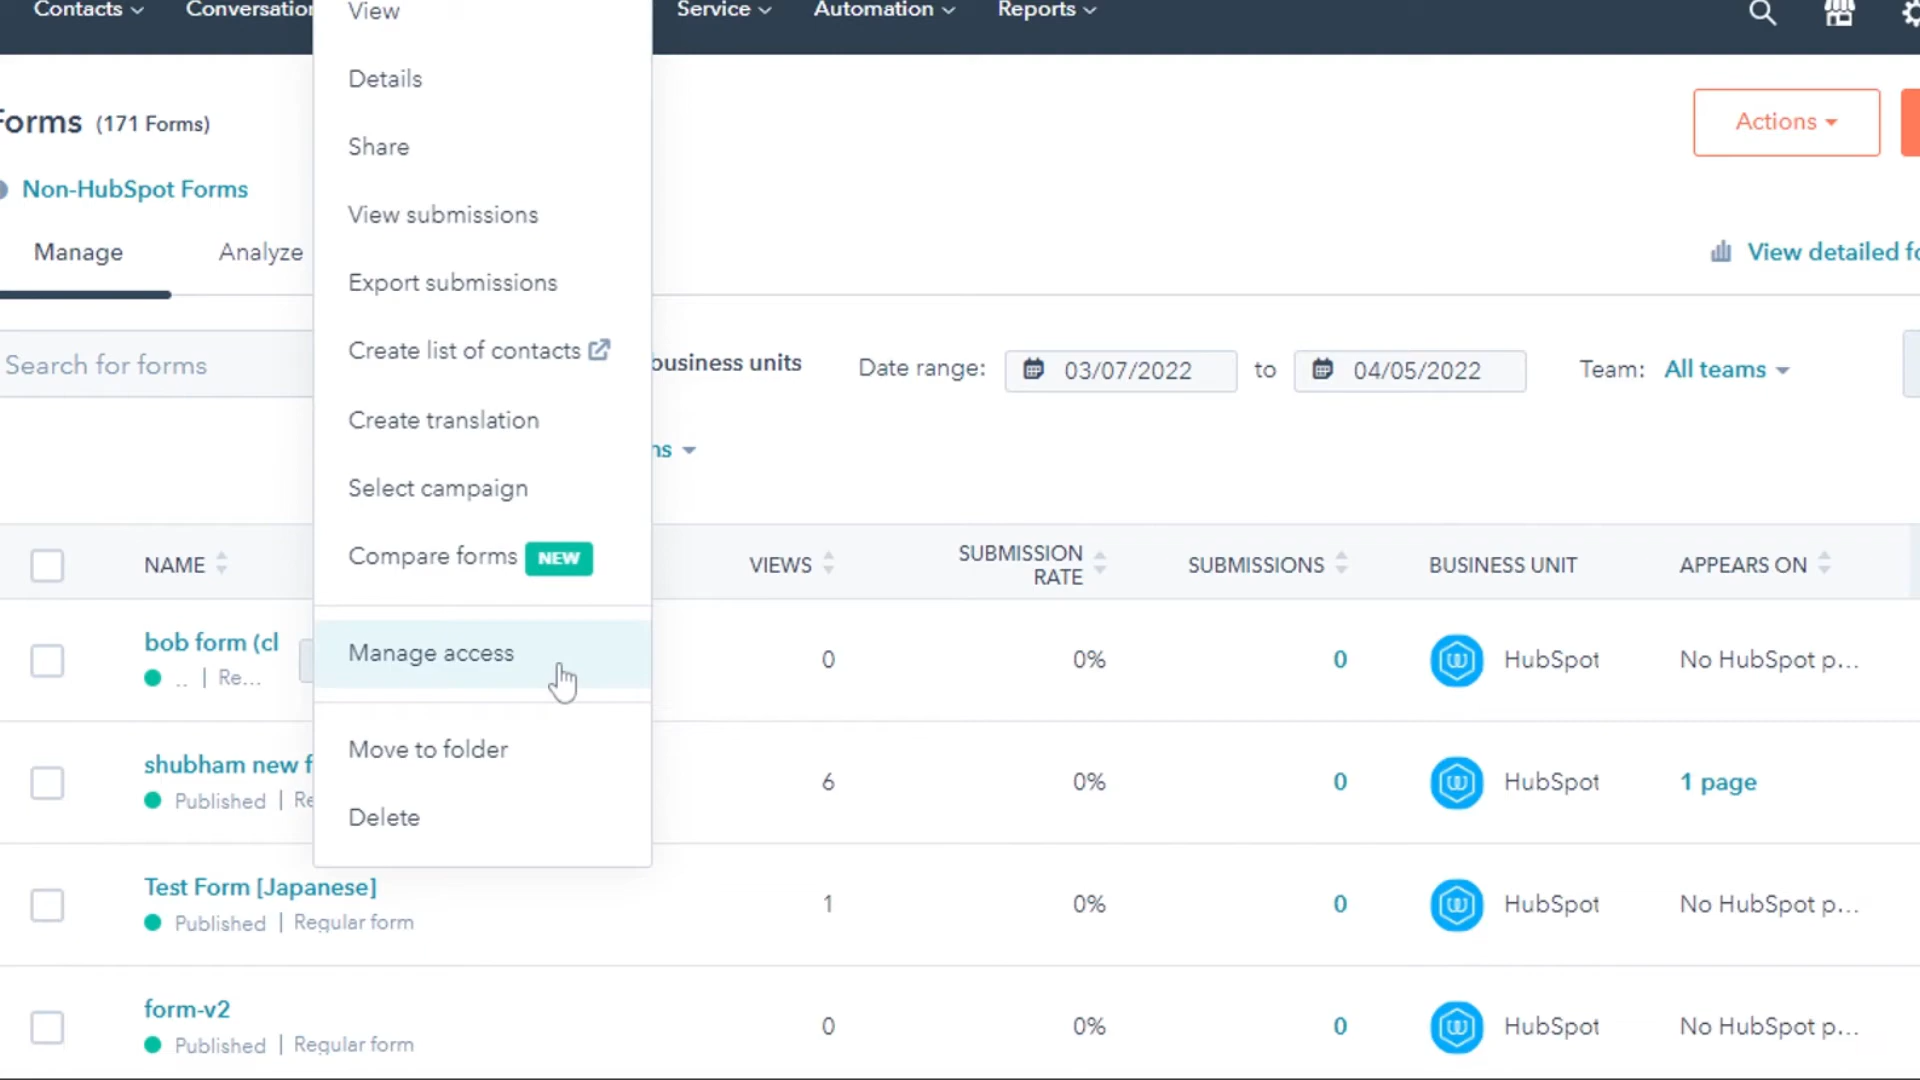 Contacts
Conversation
Service
Automation
Reports
View
Details
Share
View submissions
Export submissions
Create list of contacts
Create translation
Select campaign
Compare forms NEW
Manage access
Move to folder
Delete
Forms (171 Forms)
Actions
Non-HubSpot Forms
Manage
Analyze
View detailed fo
Search for forms
business units
Date range: 03/07/2022 to 04/05/2022
Team: All teams
ns
NAME
VIEWS
SUBMISSION
RATE
SUBMISSIONS
BUSINESS UNIT
APPEARS ON
bob form (cl
.. | Re...
0
0%
0
HubSpot
No HubSpot p...
shubham new f
Published | Re
6
0%
0
HubSpot
1 page
Test Form [Japanese]
Published | Regular form
1
0%
0
HubSpot
No HubSpot p...
form-v2
Published | Regular form
0
0%
0
HubSpot
No HubSpot p...